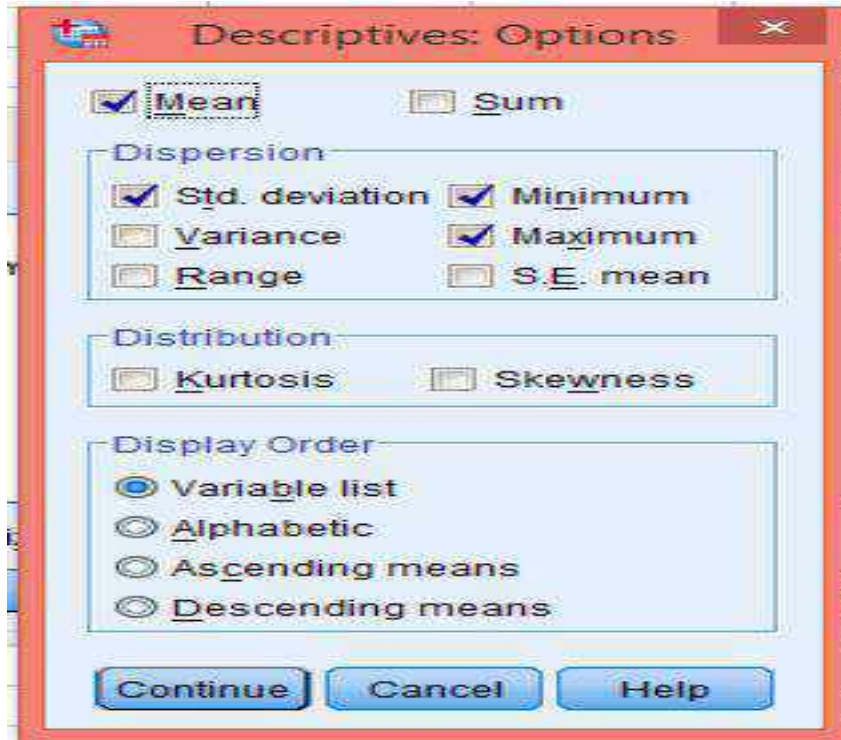 Descriptives: Options
Mean Sum
Dispersion
Std. deviation Minimum
Variance Maximum
Range S.E. mean
Distribution
Kurtosis Skewness
Display Order
Variable list
Alphabetic
Ascending means
Descending means
Continue Cancel Help